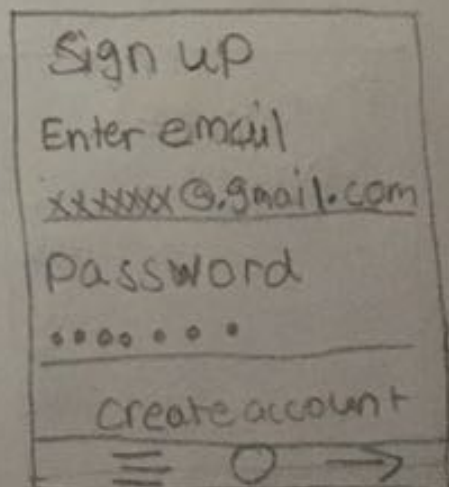 Sign up
Enter email
xxxxxx@.gmail.com
Password
•••••••
create account